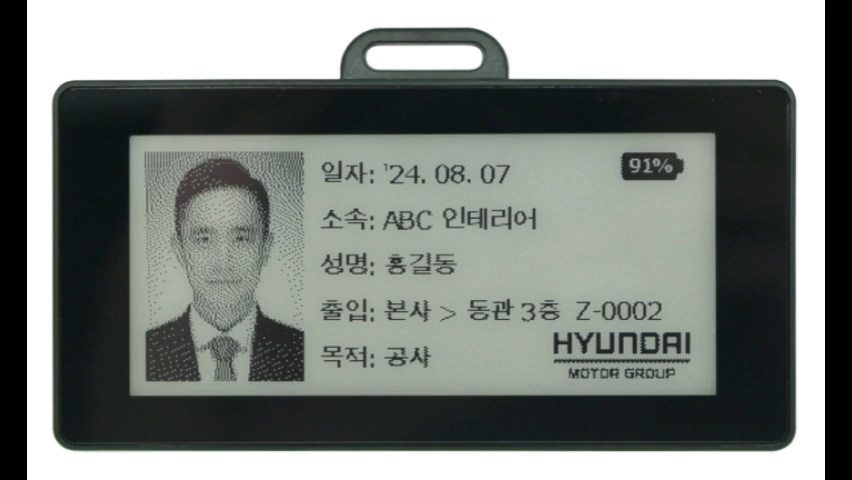 일자: '24. 08. 07
91%
소속: ABC 인테리어
성명: 홍길동
출입: 본사 > 동관 3층 Z-0002
목적: 공사
HYUNDAI
MOTOR GROUP